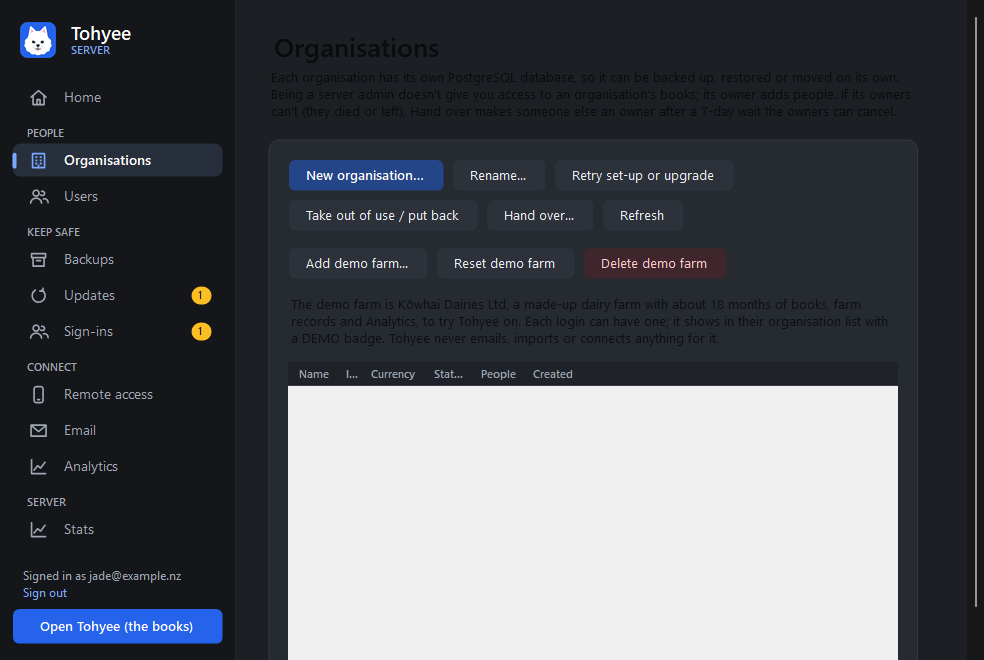 Tohyee
SERVER
Home
PEOPLE
Organisations
Users
KEEP SAFE
Backups
Updates 1
Sign-ins 1
CONNECT
Remote access
Email
Analytics
SERVER
Stats
Signed in as jade@example.nz
Sign out
Open Tohyee (the books)
Organisations
Each organisation has its own PostgreSQL database, so it can be backed up, restored or moved on its own.
Being a server admin doesn't give you access to an organisation's books; its owner adds people. If its owners
can't (they died or left), Hand over makes someone else an owner after a 7-day wait the owners can cancel.
New organisation... Rename... Retry set-up or upgrade
Take out of use / put back Hand over... Refresh
Add demo farm... Reset demo farm Delete demo farm
The demo farm is Kōwhai Dairies Ltd, a made-up dairy farm with about 18 months of books, farm
records and Analytics, to try Tohyee on. Each login can have one; it shows in their organisation list with
a DEMO badge. Tohyee never emails, imports or connects anything for it.
Name I... Currency Stat... People Created